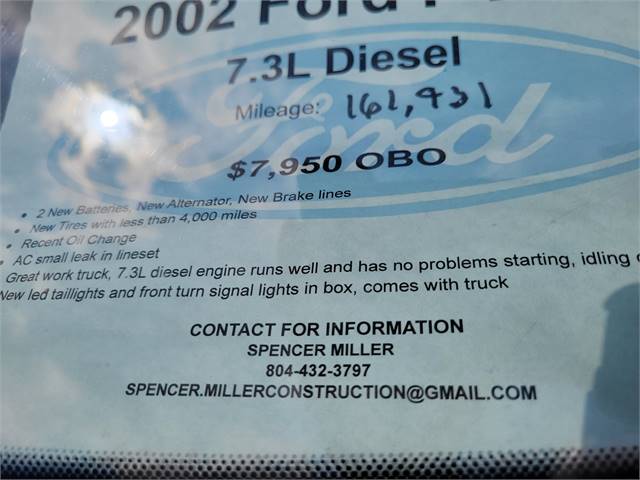 2002 Ford F
7.3L Diesel
Mileage: 161,931
Ford
$7,950 OBO
• 2 New Batteries, New Alternator, New Brake lines
• New Tires with less than 4,000 miles
• Recent Oil Change
• AC small leak in lineset
Great work truck, 7.3L diesel engine runs well and has no problems starting, idling
New led taillights and front turn signal lights in box, comes with truck
CONTACT FOR INFORMATION
SPENCER MILLER
804-432-3797
SPENCER.MILLERCONSTRUCTION@GMAIL.COM